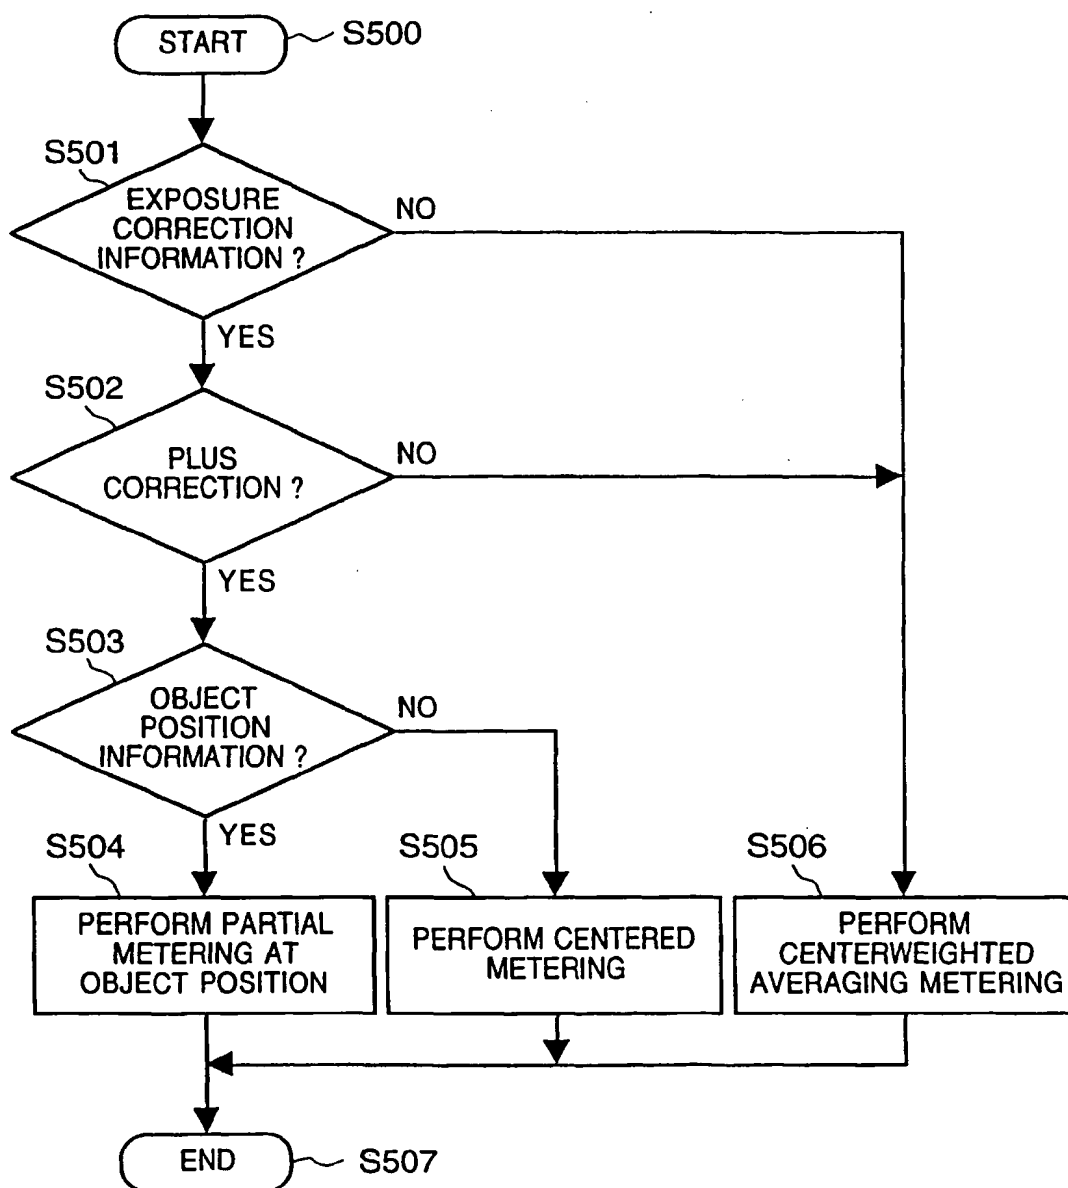 START
S500
S501
EXPOSURE
CORRECTION
INFORMATION ?
NO
YES
S502
PLUS
CORRECTION ?
NO
YES
S503
OBJECT
POSITION
INFORMATION ?
NO
YES
S504
PERFORM PARTIAL
METERING AT
OBJECT POSITION
S505
PERFORM CENTERED
METERING
S506
PERFORM
CENTERWEIGHTED
AVERAGING METERING
END
S507